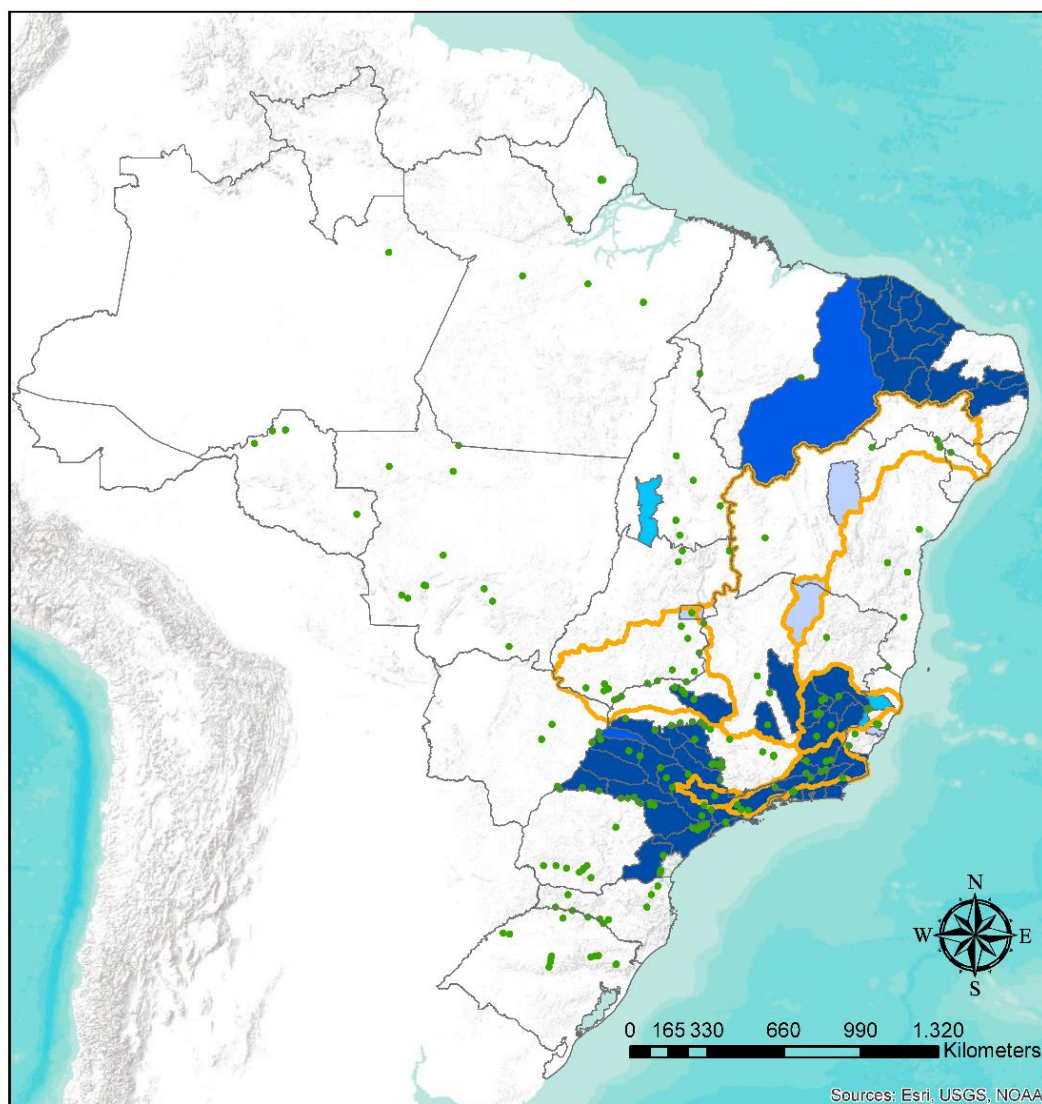 N
W E
S
0 165 330 660 990 1.320
Kilometers
Sources: Esri, USGS, NOAA